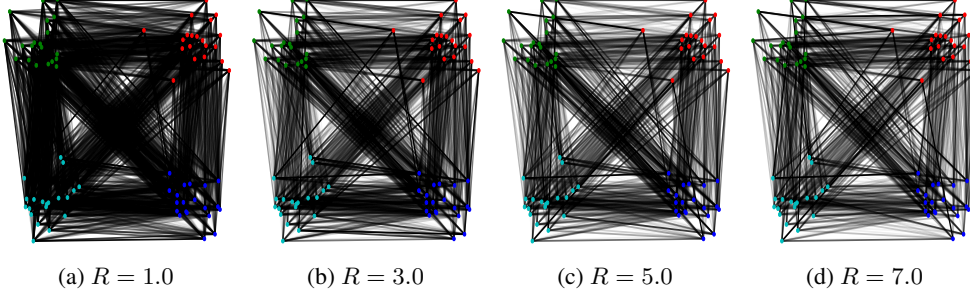 (a) R = 1.0
(b) R = 3.0
(c) R = 5.0
(d) R = 7.0